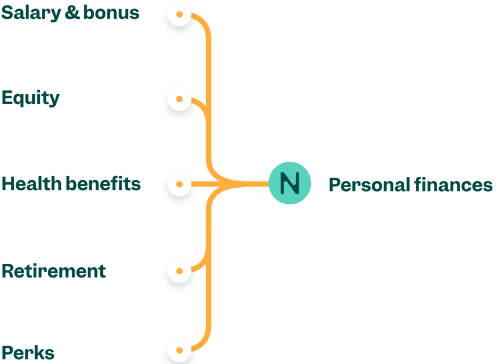 Salary & bonus
Equity
Health benefits
N
Personal finances
Retirement
Perks